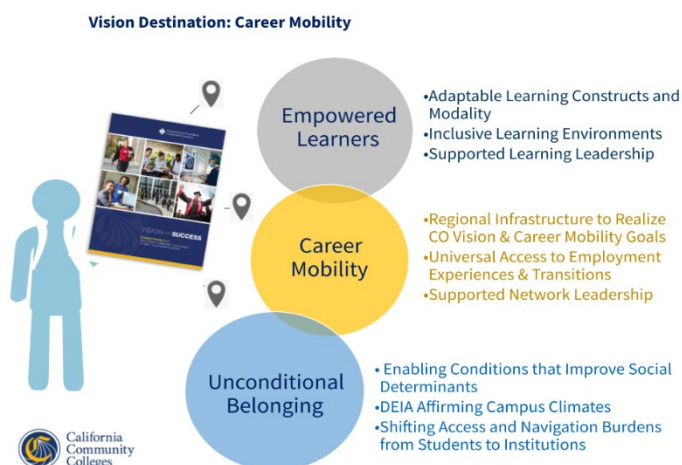 Vision Destination: Career Mobility
Empowered
Learners
•Adaptable Learning Constructs and
Modality
•Inclusive Learning Environments
•Supported Learning Leadership
VISION FOR SUCCESS
Career
Mobility
•Regional Infrastructure to Realize
CO Vision & Career Mobility Goals
•Universal Access to Employment
Experiences & Transitions
•Supported Network Leadership
Unconditional
Belonging
• Enabling Conditions that Improve Social
Determinants
•DEIA Affirming Campus Climates
•Shifting Access and Navigation Burdens
from Students to Institutions
California
Community
Colleges